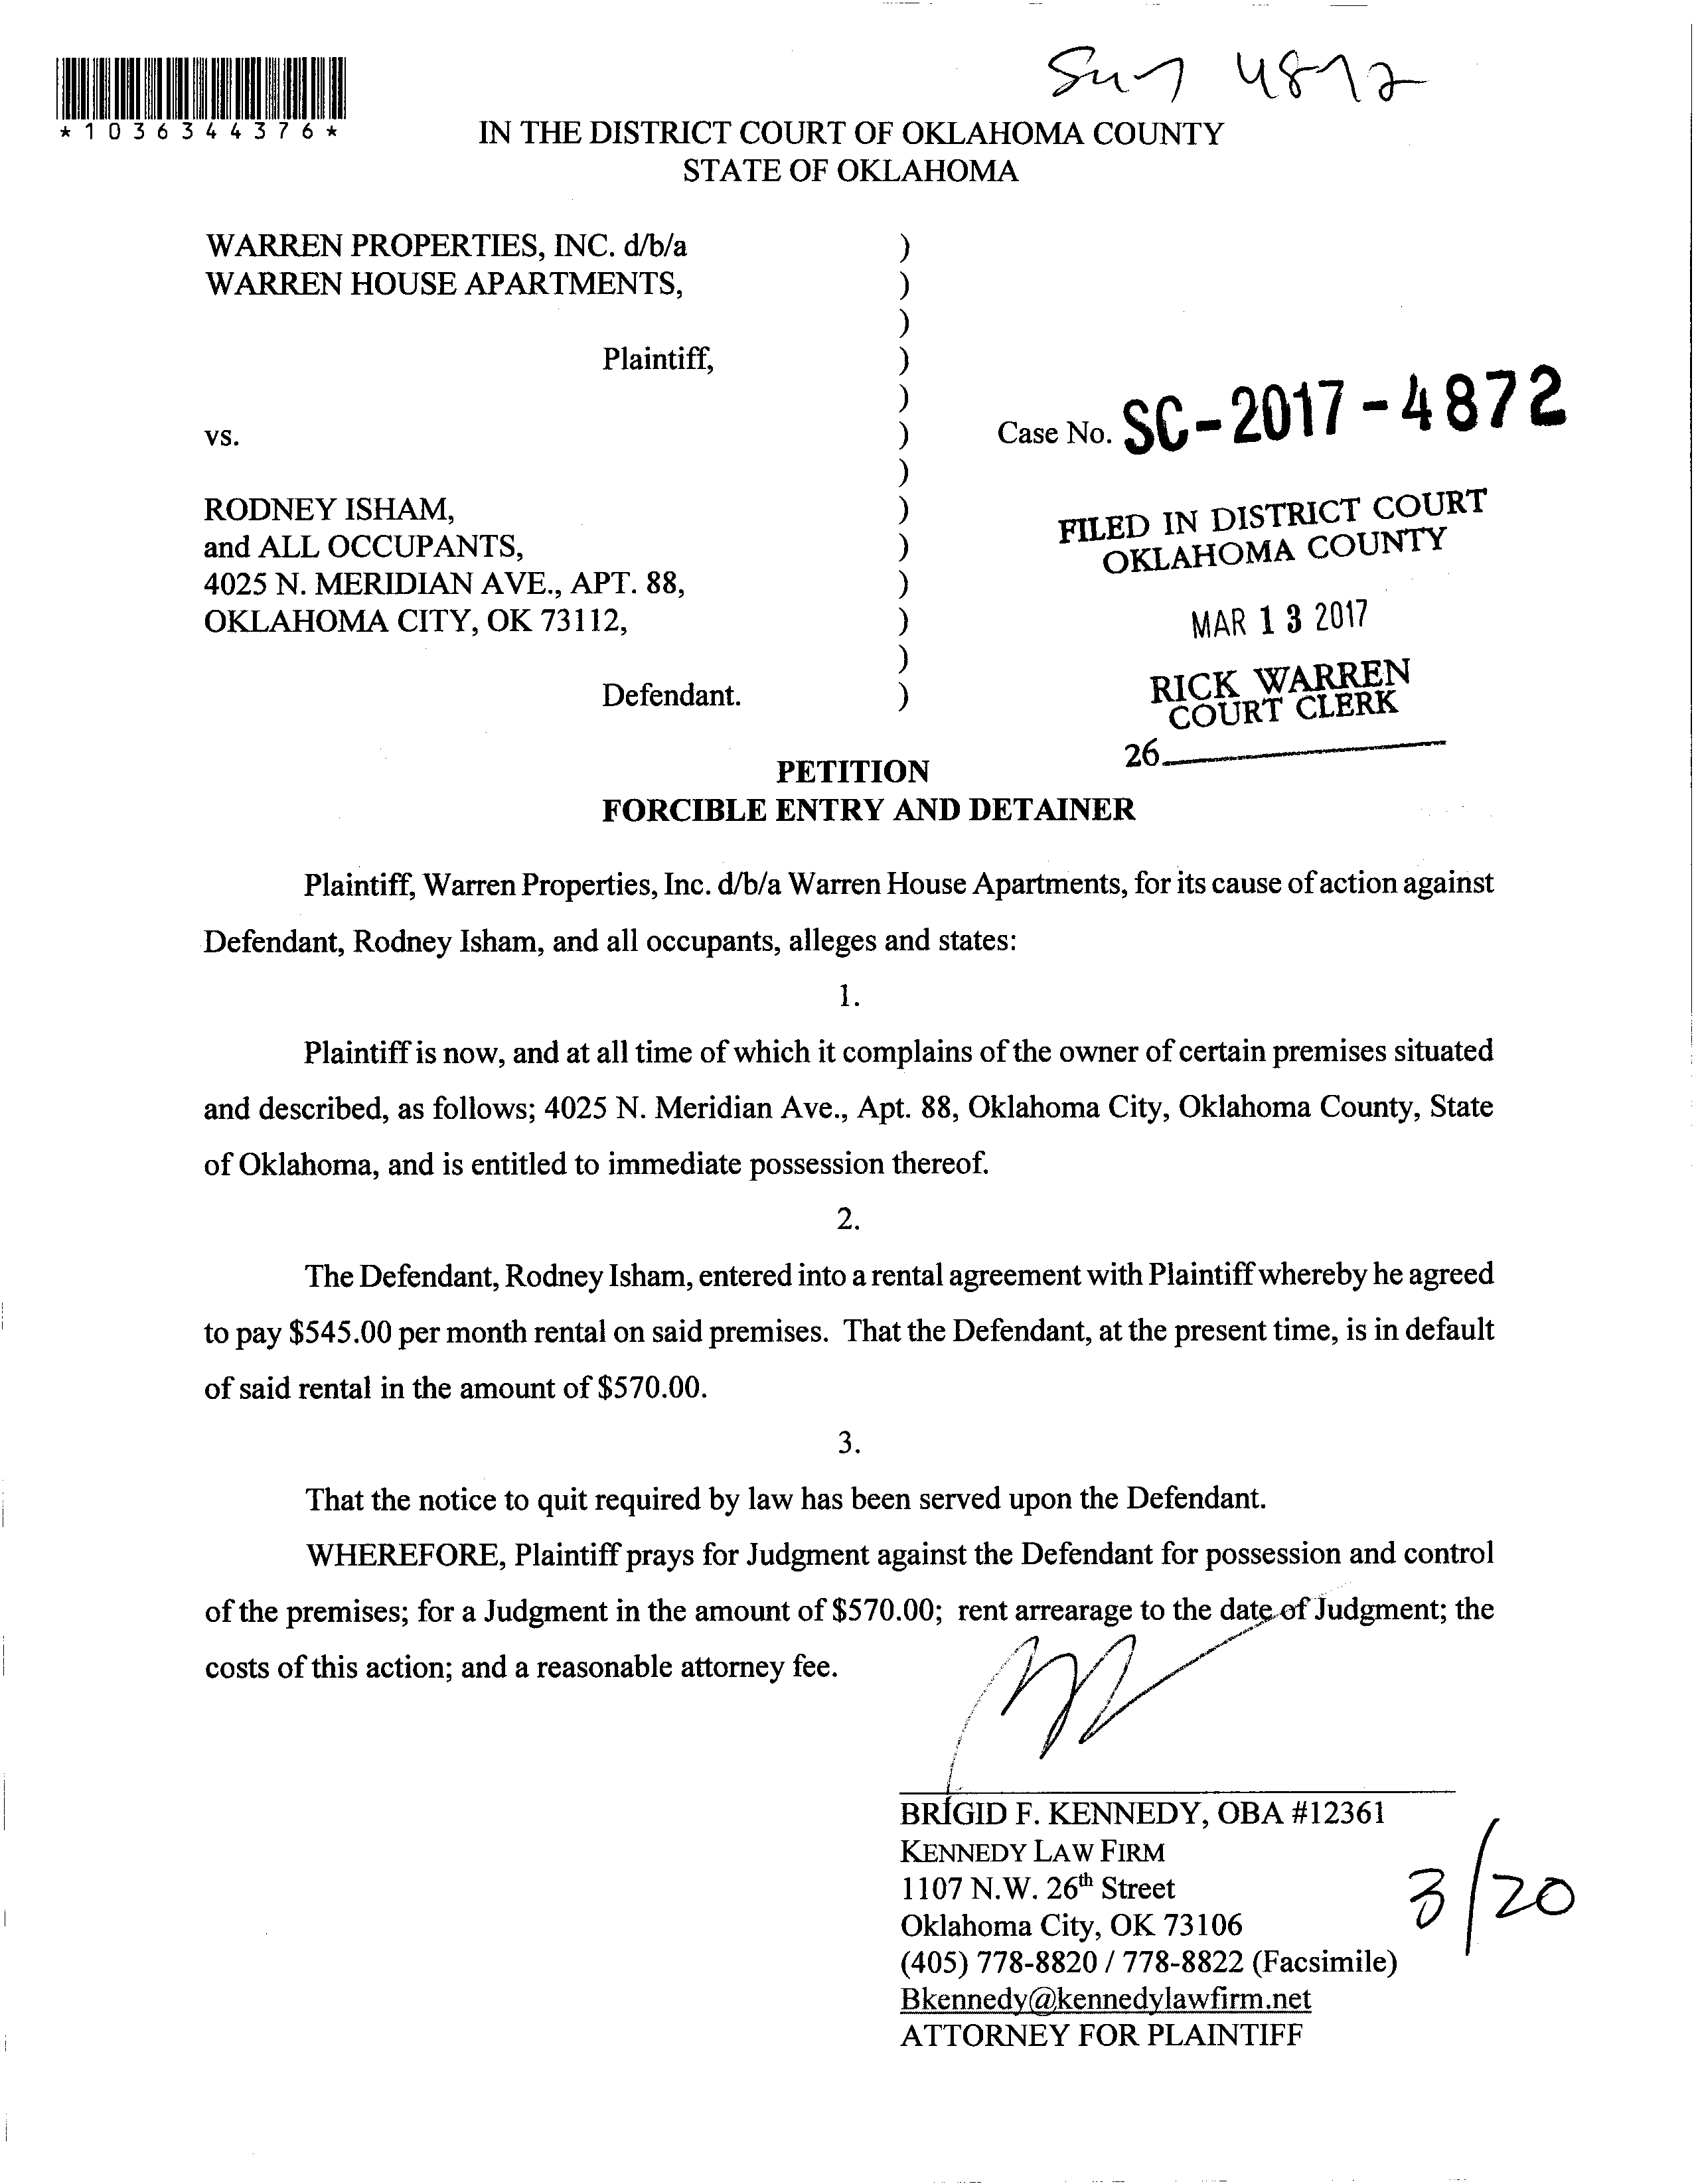 *1036344376*
IN THE DISTRICT COURT OF OKLAHOMA COUNTY
STATE OF OKLAHOMA
WARREN PROPERTIES, INC. d/b/a )
WARREN HOUSE APARTMENTS, )
)
Plaintiff, )
)
vs. ) Case No. SC-2017-4872
)
RODNEY ISHAM, )
and ALL OCCUPANTS, )
4025 N. MERIDIAN AVE., APT. 88, )
OKLAHOMA CITY, OK 73112, )
)
Defendant. )
FILED IN DISTRICT COURT
OKLAHOMA COUNTY
MAR 13 2017
RICK WARREN
COURT CLERK
26
PETITION
FORCIBLE ENTRY AND DETAINER
Plaintiff, Warren Properties, Inc. d/b/a Warren House Apartments, for its cause of action against
Defendant, Rodney Isham, and all occupants, alleges and states:
1.
Plaintiff is now, and at all time of which it complains of the owner of certain premises situated
and described, as follows; 4025 N. Meridian Ave., Apt. 88, Oklahoma City, Oklahoma County, State
of Oklahoma, and is entitled to immediate possession thereof.
2.
The Defendant, Rodney Isham, entered into a rental agreement with Plaintiff whereby he agreed
to pay $545.00 per month rental on said premises. That the Defendant, at the present time, is in default
of said rental in the amount of $570.00.
3.
That the notice to quit required by law has been served upon the Defendant.
WHEREFORE, Plaintiff prays for Judgment against the Defendant for possession and control
of the premises; for a Judgment in the amount of $570.00; rent arrearage to the date of Judgment; the
costs of this action; and a reasonable attorney fee.
BRIGID F. KENNEDY, OBA #12361
KENNEDY LAW FIRM
1107 N.W. 26th Street
Oklahoma City, OK 73106
(405) 778-8820 / 778-8822 (Facsimile)
Bkennedy@kennedylawfirm.net
ATTORNEY FOR PLAINTIFF
3/20